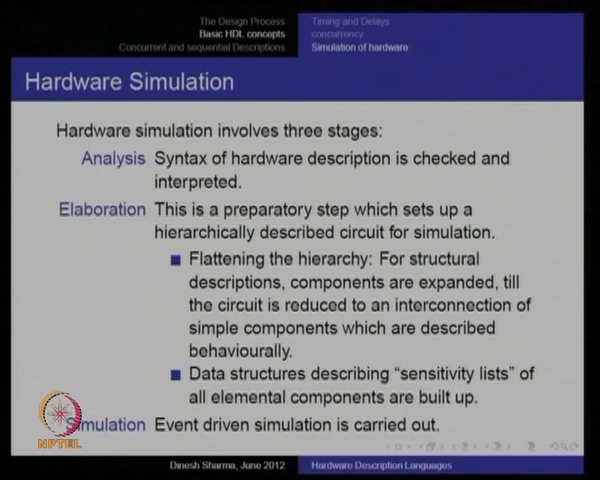 The Design Process
Basic HDL concepts
Concurrent and sequential Descriptions
Timing and Delays
concurrency
Simulation of hardware
Hardware Simulation
Hardware simulation involves three stages:
Analysis Syntax of hardware description is checked and
interpreted.
Elaboration This is a preparatory step which sets up a
hierarchically described circuit for simulation.
Flattening the hierarchy: For structural
descriptions, components are expanded, till
the circuit is reduced to an interconnection of
simple components which are described
behaviourally.
Data structures describing “sensitivity lists” of
all elemental components are built up.
Simulation Event driven simulation is carried out.
NPTEL
Dinesh Sharma, June 2012
Hardware Description Languages